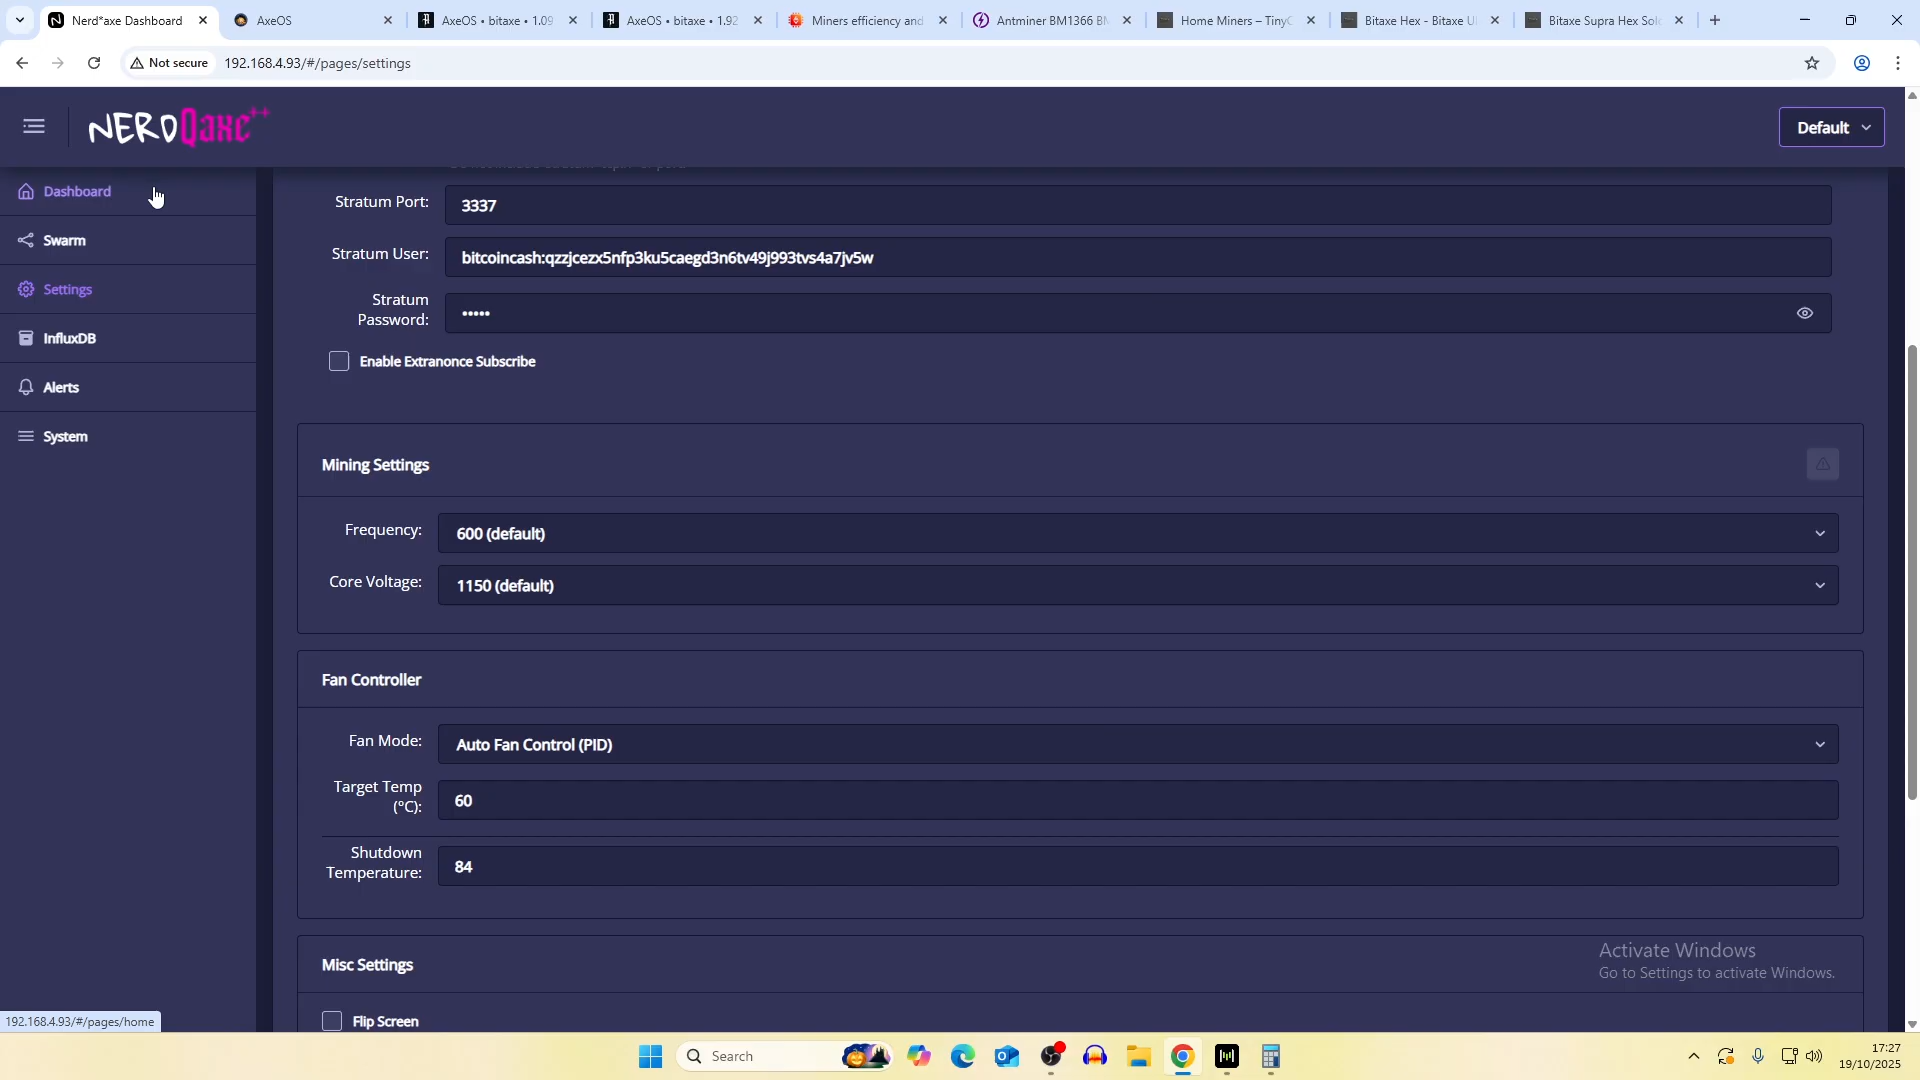 Nerd*axe Dashboard
AxeOS
AxeOS • bitaxe • 1.09
AxeOS • bitaxe • 1.92
Miners efficiency and
Antminer BM1366 BM
Home Miners – TinyC
Bitaxe Hex - Bitaxe Ul
Bitaxe Supra Hex Solo
Not secure
192.168.4.93/#/pages/settings
NERDQaxe++
Default
Dashboard
Swarm
Settings
InfluxDB
Alerts
System
Stratum Port:
3337
Stratum User:
bitcoincash:qzzjcezx5nfp3ku5caegd3n6tv49j993tvs4a7jv5w
Stratum
Password:
•••••
Enable Extranonce Subscribe
Mining Settings
Frequency:
600 (default)
Core Voltage:
1150 (default)
Fan Controller
Fan Mode:
Auto Fan Control (PID)
Target Temp
(°C):
60
Shutdown
Temperature:
84
Misc Settings
Flip Screen
Activate Windows
Go to Settings to activate Windows.
192.168.4.93/#/pages/home
Search
17:27
19/10/2025